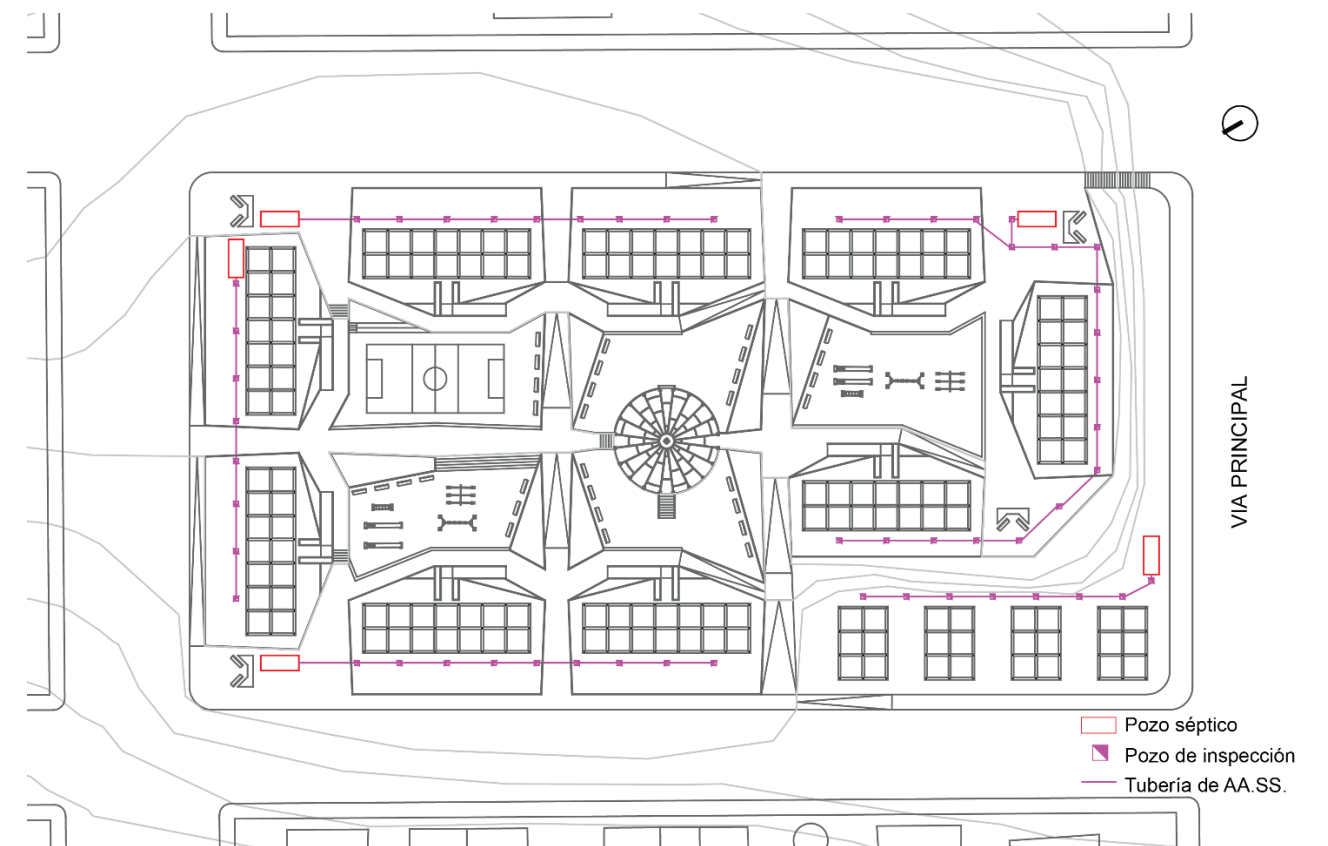 VIA PRINCIPAL
Pozo séptico
Pozo de inspección
Tubería de AA.SS.